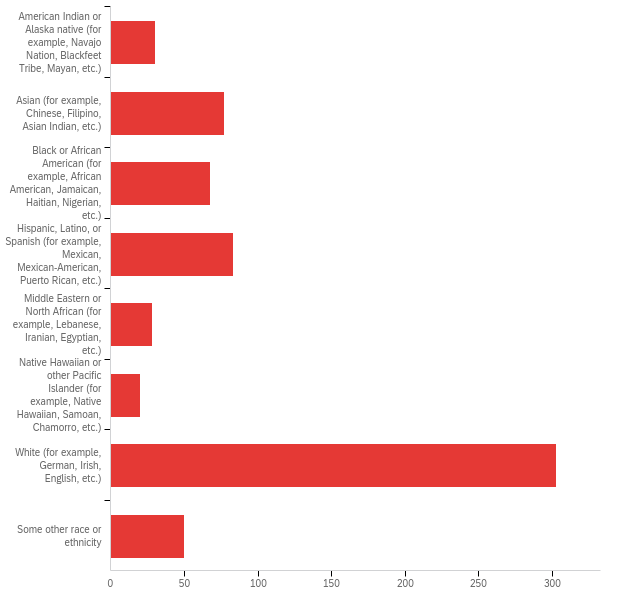 American Indian or
Alaska native (for
example, Navajo
Nation, Blackfeet
Tribe, Mayan, etc.)
Asian (for example,
Chinese, Filipino,
Asian Indian, etc.)
Black or African
American (for
example, African
American, Jamaican,
Haitian, Nigerian,
etc.)
Hispanic, Latino, or
Spanish (for example,
Mexican,
Mexican-American,
Puerto Rican, etc.)
Middle Eastern or
North African (for
example, Lebanese,
Iranian, Egyptian,
etc.)
Native Hawaiian or
other Pacific
Islander (for
example, Native
Hawaiian, Samoan,
Chamorro, etc.)
White (for example,
German, Irish,
English, etc.)
Some other race or
ethnicity
0 50 100 150 200 250 300